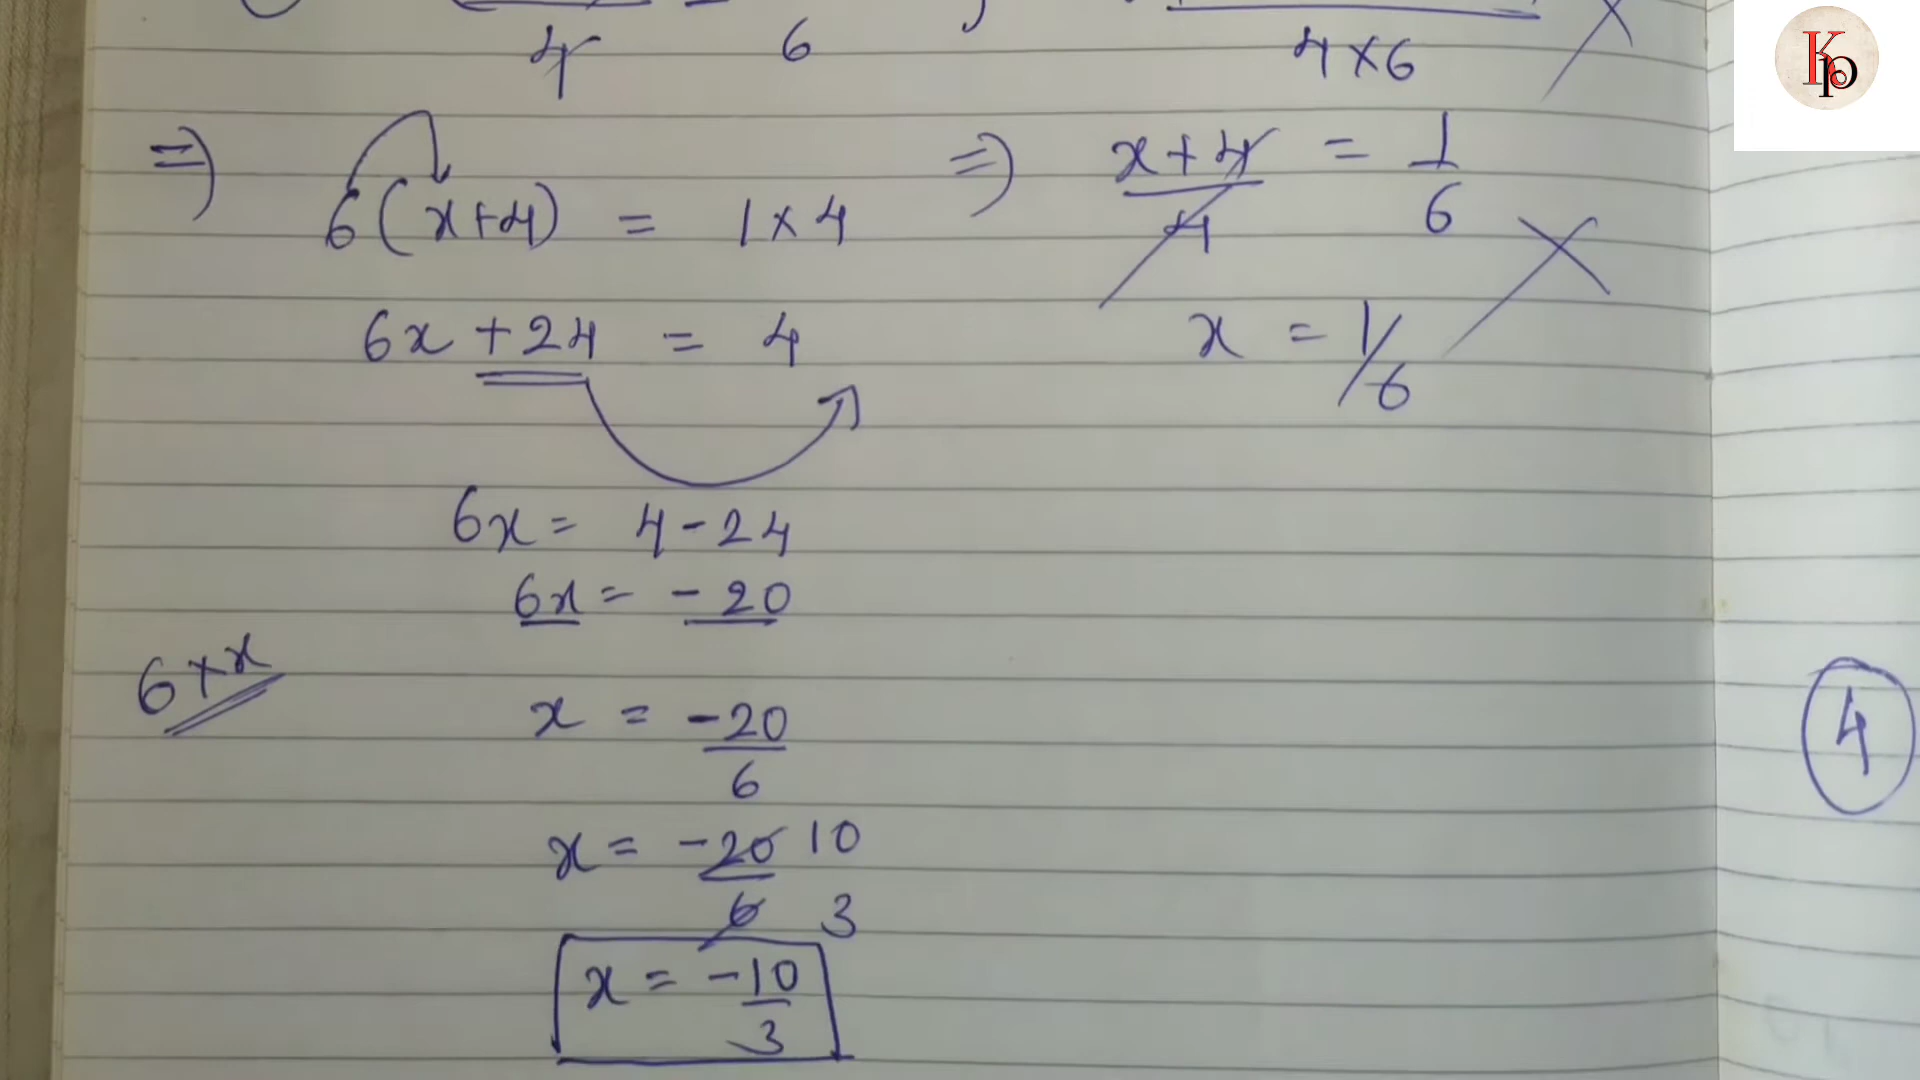 4 6 4×6
⇒ 6(x+4) = 1×4
6x +24 = 4
6x = 4-24
6x = -20
6×x
x = -20/6
x = -20/6 10/3
x = -10/3
⇒ x+4/4 = 1/6
x = 1/6
4
Kp